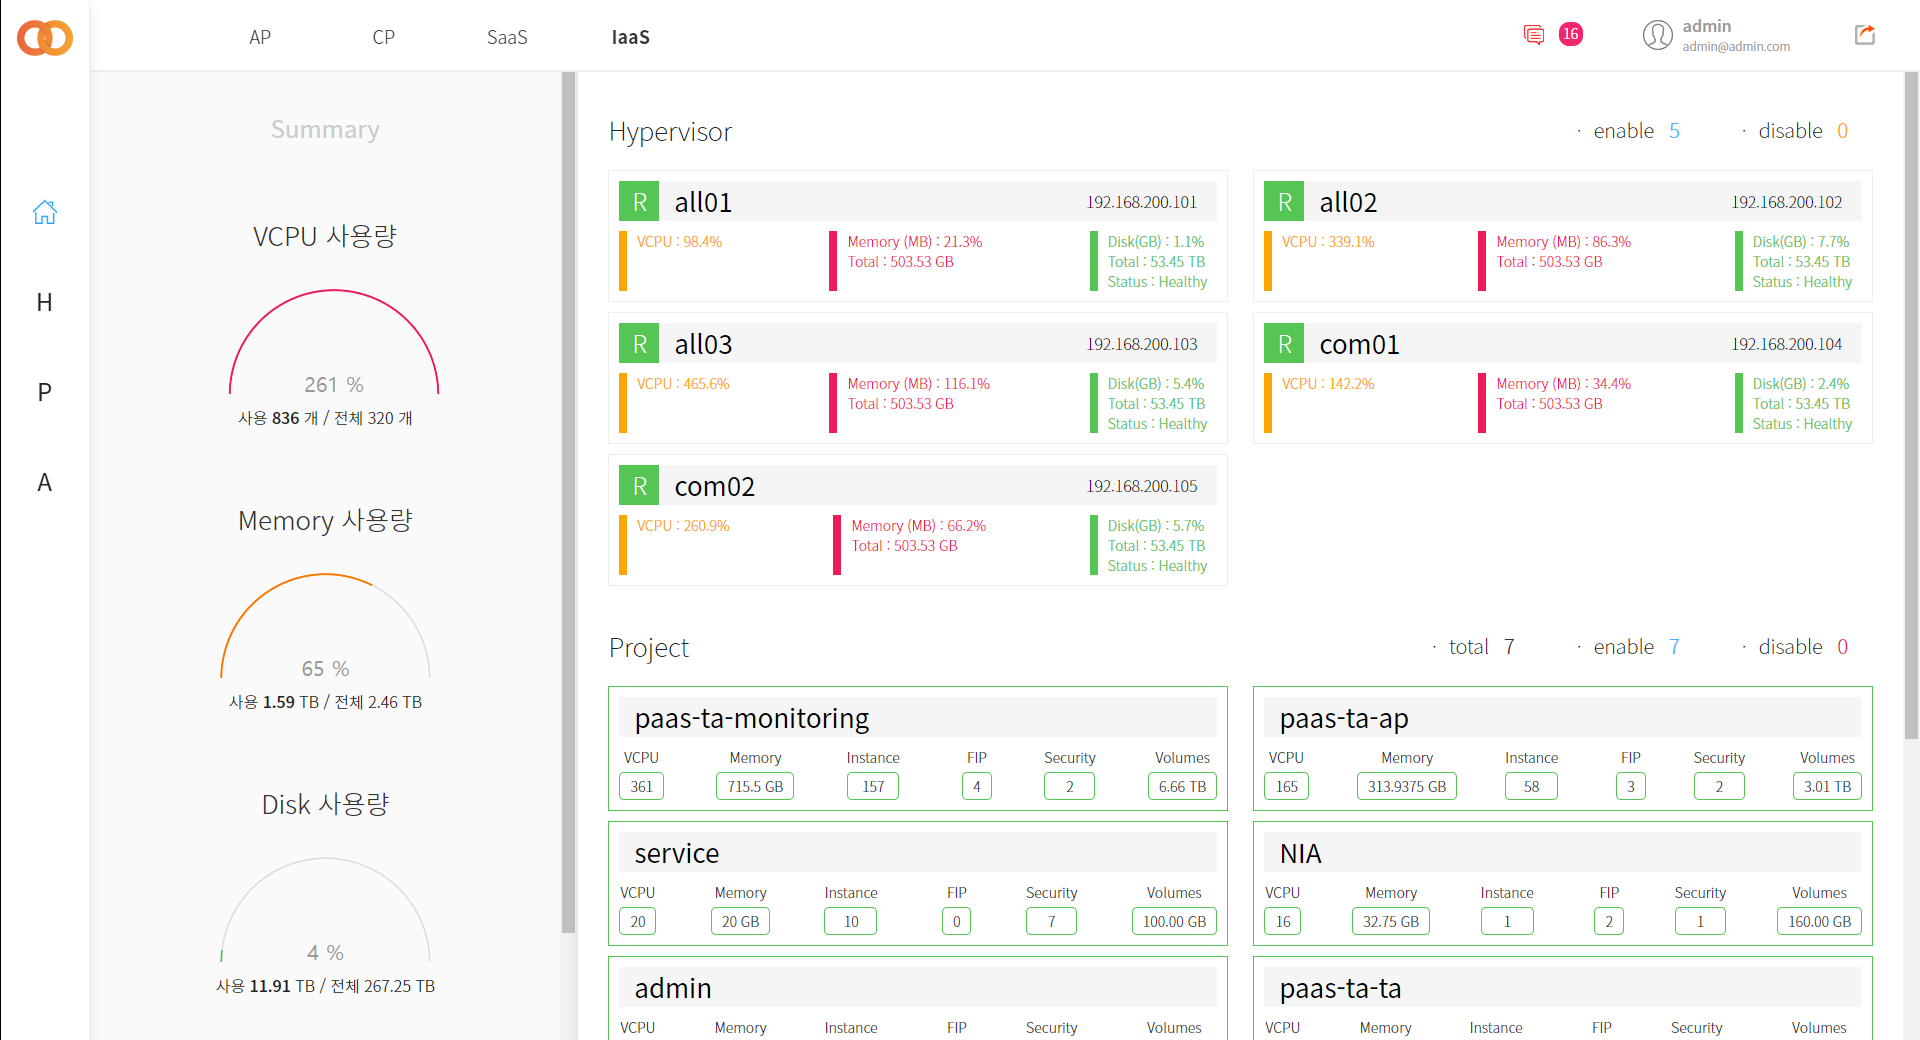 AP CP SaaS IaaS 16 admin
admin@admin.com
H
P
A
Summary
VCPU 사용량
261 %
사용 836 개 / 전체 320 개
Memory 사용량
65 %
사용 1.59 TB / 전체 2.46 TB
Disk 사용량
4 %
사용 11.91 TB / 전체 267.25 TB
Hypervisor · enable 5 · disable 0
R all01 192.168.200.101
VCPU : 98.4%
Memory (MB) : 21.3%
Total : 503.53 GB
Disk(GB) : 1.1%
Total : 53.45 TB
Status : Healthy
R all02 192.168.200.102
VCPU : 339.1%
Memory (MB) : 86.3%
Total : 503.53 GB
Disk(GB) : 7.7%
Total : 53.45 TB
Status : Healthy
R all03 192.168.200.103
VCPU : 465.6%
Memory (MB) : 116.1%
Total : 503.53 GB
Disk(GB) : 5.4%
Total : 53.45 TB
Status : Healthy
R com01 192.168.200.104
VCPU : 142.2%
Memory (MB) : 34.4%
Total : 503.53 GB
Disk(GB) : 2.4%
Total : 53.45 TB
Status : Healthy
R com02 192.168.200.105
VCPU : 260.9%
Memory (MB) : 66.2%
Total : 503.53 GB
Disk(GB) : 5.7%
Total : 53.45 TB
Status : Healthy
Project · total 7 · enable 7 · disable 0
paas-ta-monitoring
VCPU Memory Instance FIP Security Volumes
361 715.5 GB 157 4 2 6.66 TB
paas-ta-ap
VCPU Memory Instance FIP Security Volumes
165 313.9375 GB 58 3 2 3.01 TB
service
VCPU Memory Instance FIP Security Volumes
20 20 GB 10 0 7 100.00 GB
NIA
VCPU Memory Instance FIP Security Volumes
16 32.75 GB 1 2 1 160.00 GB
admin
VCPU Memory Instance FIP Security Volumes
paas-ta-ta
VCPU Memory Instance FIP Security Volumes